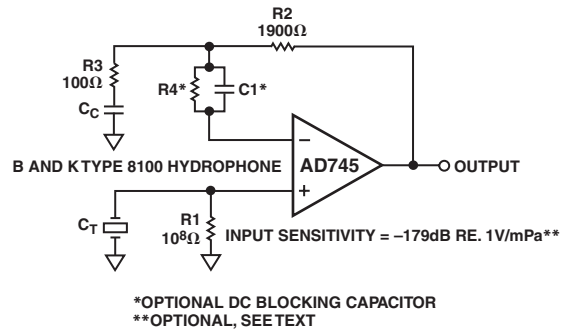 R2
1900Ω
R3
100Ω
R4*
C1*
CC
B AND K TYPE 8100 HYDROPHONE
AD745
OUTPUT
CT
R1
10⁸Ω
INPUT SENSITIVITY = –179dB RE. 1V/mPa**
*OPTIONAL DC BLOCKING CAPACITOR
**OPTIONAL, SEE TEXT